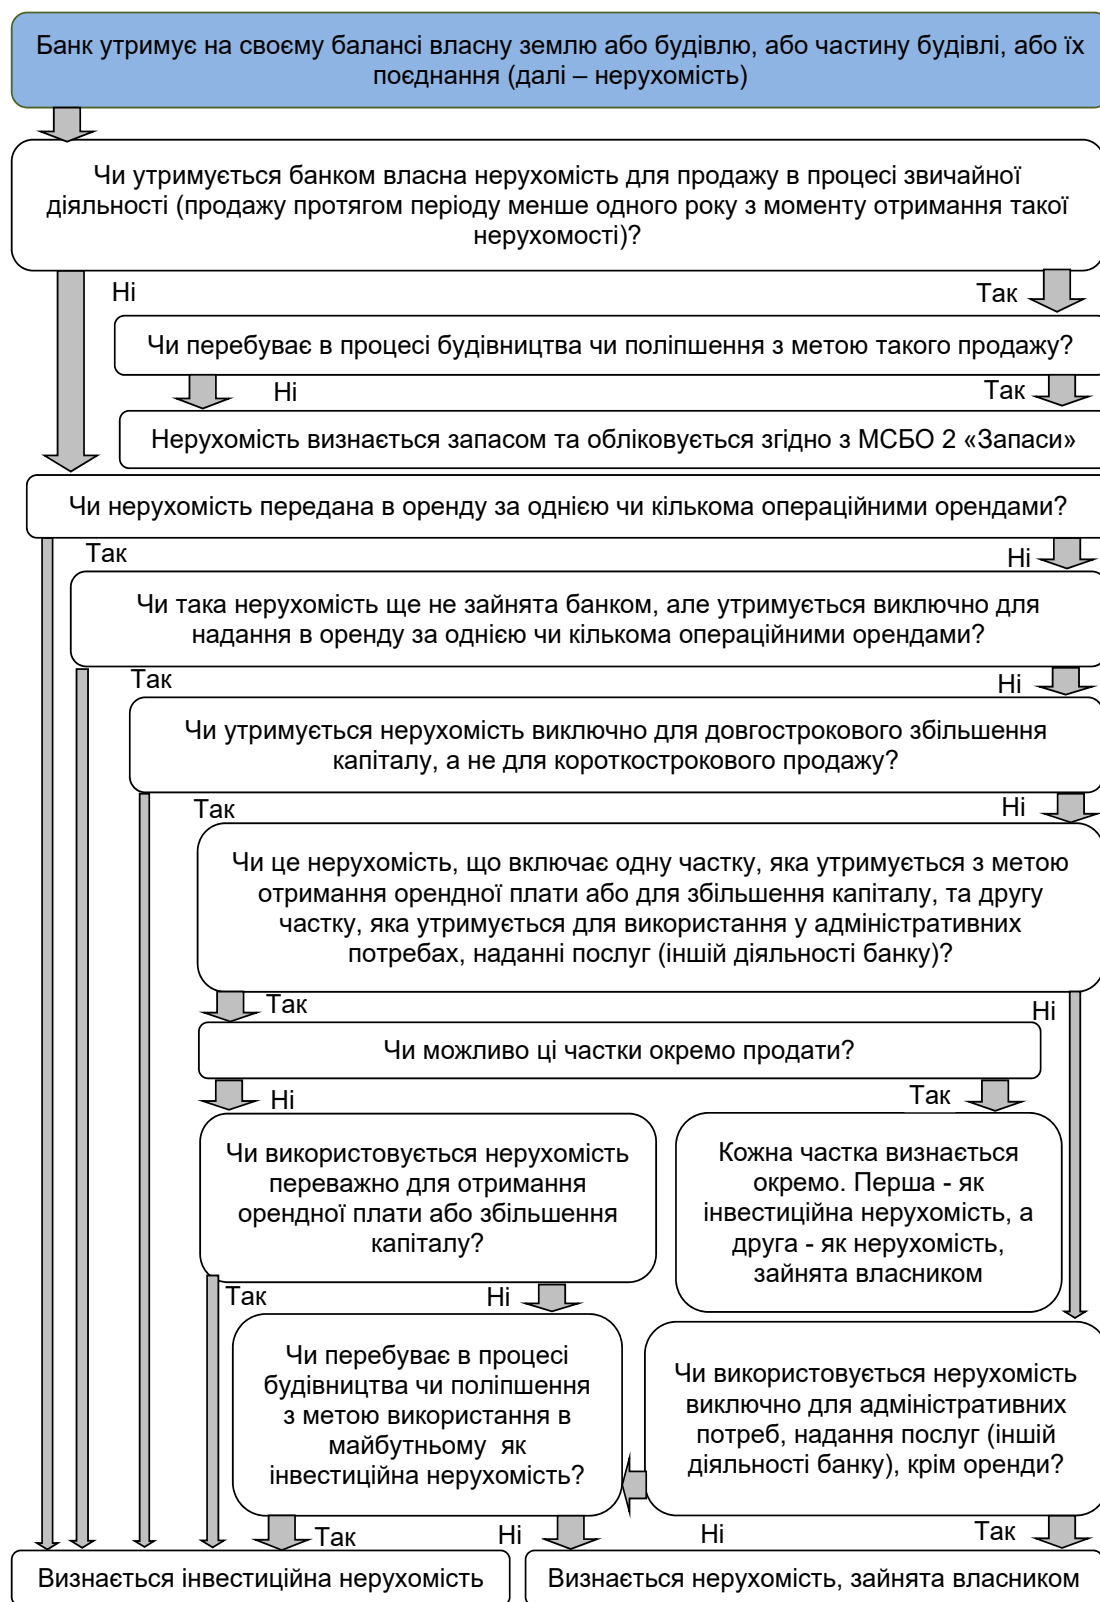 Банк утримує на своєму балансі власну землю або будівлю, або частину будівлі, або їх
поєднання (далі – нерухомість)
Чи утримується банком власна нерухомість для продажу в процесі звичайної
діяльності (продажу протягом періоду менше одного року з моменту отримання такої
нерухомості)?
Ні
Так
Чи перебуває в процесі будівництва чи поліпшення з метою такого продажу?
Ні
Так
Нерухомість визнається запасом та обліковується згідно з МСБО 2 «Запаси»
Чи нерухомість передана в оренду за однією чи кількома операційними орендами?
Так
Ні
Чи така нерухомість ще не зайнята банком, але утримується виключно для
надання в оренду за однією чи кількома операційними орендами?
Так
Ні
Чи утримується нерухомість виключно для довгострокового збільшення
капіталу, а не для короткострокового продажу?
Так
Ні
Чи це нерухомість, що включає одну частку, яка утримується з метою
отримання орендної плати або для збільшення капіталу, та другу
частку, яка утримується для використання у адміністративних
потребах, наданні послуг (іншій діяльності банку)?
Так
Ні
Чи можливо ці частки окремо продати?
Ні
Так
Чи використовується нерухомість
переважно для отримання
орендної плати або збільшення
капіталу?
Кожна частка визнається
окремо. Перша - як
інвестиційна нерухомість, а
друга - як нерухомість,
зайнята власником
Так
Ні
Чи перебуває в процесі
будівництва чи поліпшення
з метою використання в
майбутньому як
інвестиційна нерухомість?
Чи використовується нерухомість
виключно для адміністративних
потреб, надання послуг (іншій
діяльності банку), крім оренди?
Так
Ні
Ні
Так
Визнається інвестиційна нерухомість
Визнається нерухомість, зайнята власником